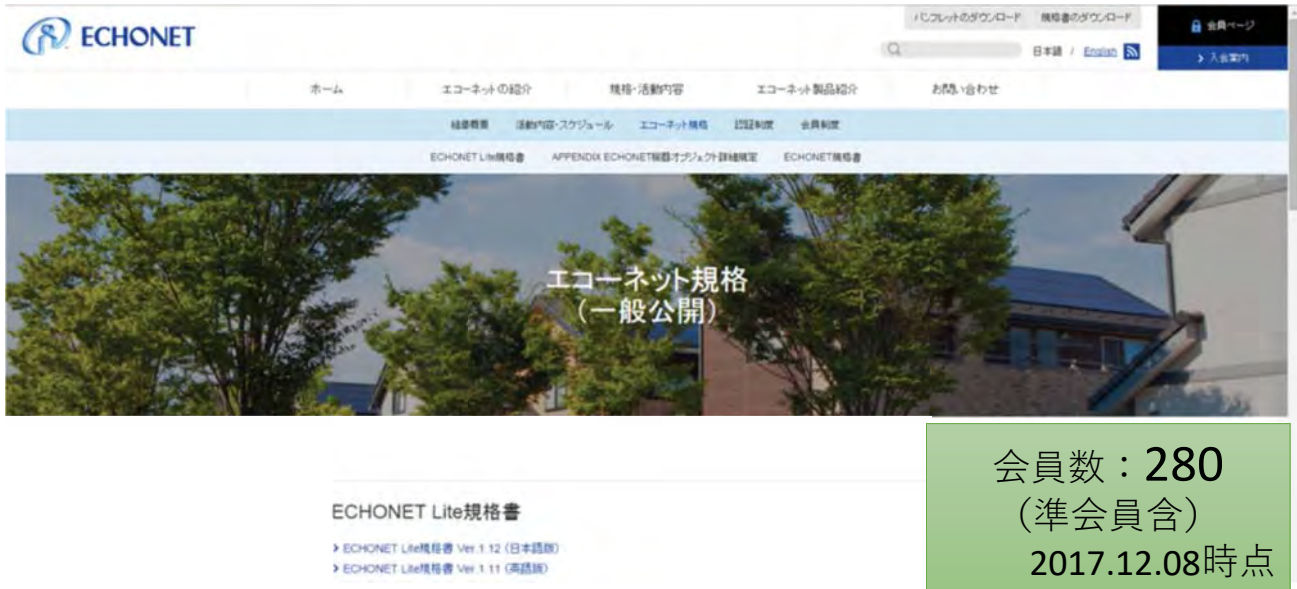 ECHONET
パンフレットのダウンロード 規格書のダウンロード
会員ページ
日本語 / English
> 入会案内
ホーム エコーネットの紹介 規格・活動内容 エコーネット製品紹介 お問い合わせ
組織概要 活動内容・スケジュール エコーネット規格 認証制度 会員制度
ECHONET Lite規格書 APPENDIX ECHONET機器オブジェクト詳細規定 ECHONET規格書
エコーネット規格
（一般公開）
ECHONET Lite規格書
> ECHONET Lite規格書 Ver.1.12 (日本語版)
> ECHONET Lite規格書 Ver.1.11 (英語版)
会員数：280
（準会員含）
2017.12.08時点